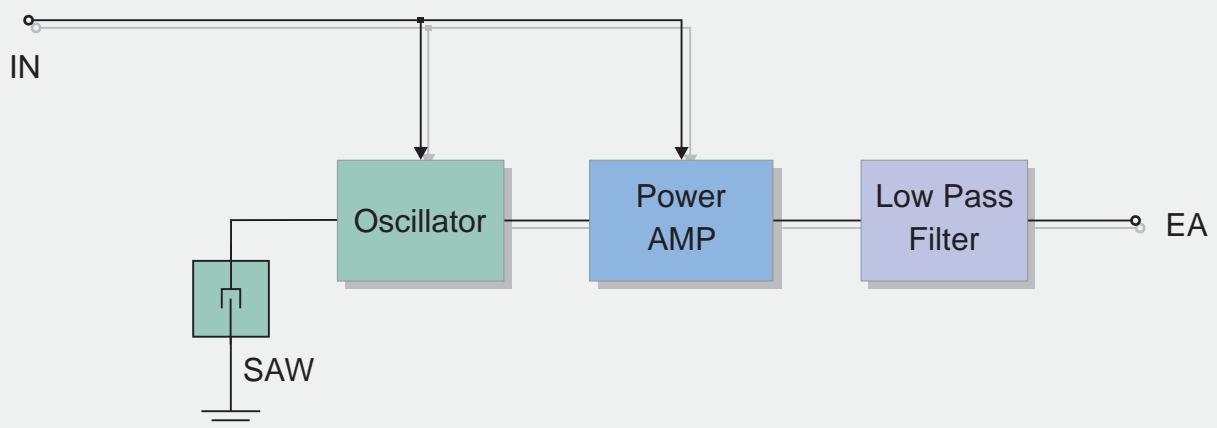 IN
Oscillator
Power
AMP
Low Pass
Filter
EA
SAW